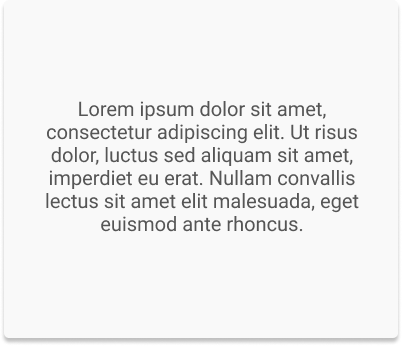 Lorem ipsum dolor sit amet,
consectetur adipiscing elit. Ut risus
dolor, luctus sed aliquam sit amet,
imperdiet eu erat. Nullam convallis
lectus sit amet elit malesuada, eget
euismod ante rhoncus.